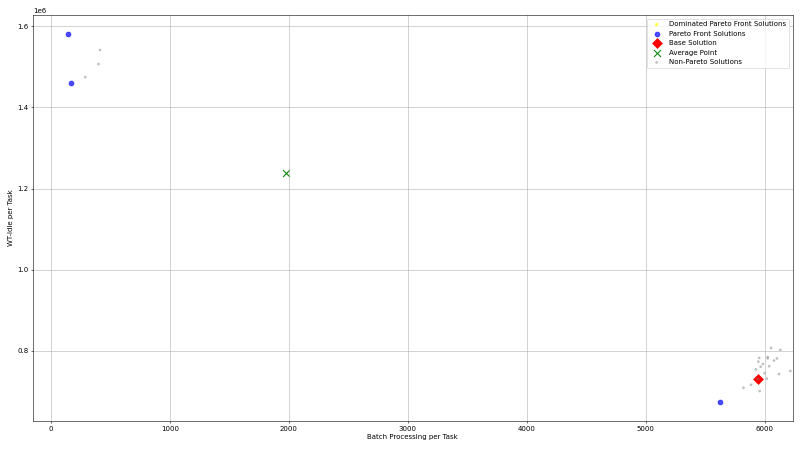 1e6
1.6
1.4
1.2
1.0
0.8
WT-Idle per Task
0
1000
2000
3000
4000
5000
6000
Batch Processing per Task
Dominated Pareto Front Solutions
Pareto Front Solutions
Base Solution
Average Point
Non-Pareto Solutions